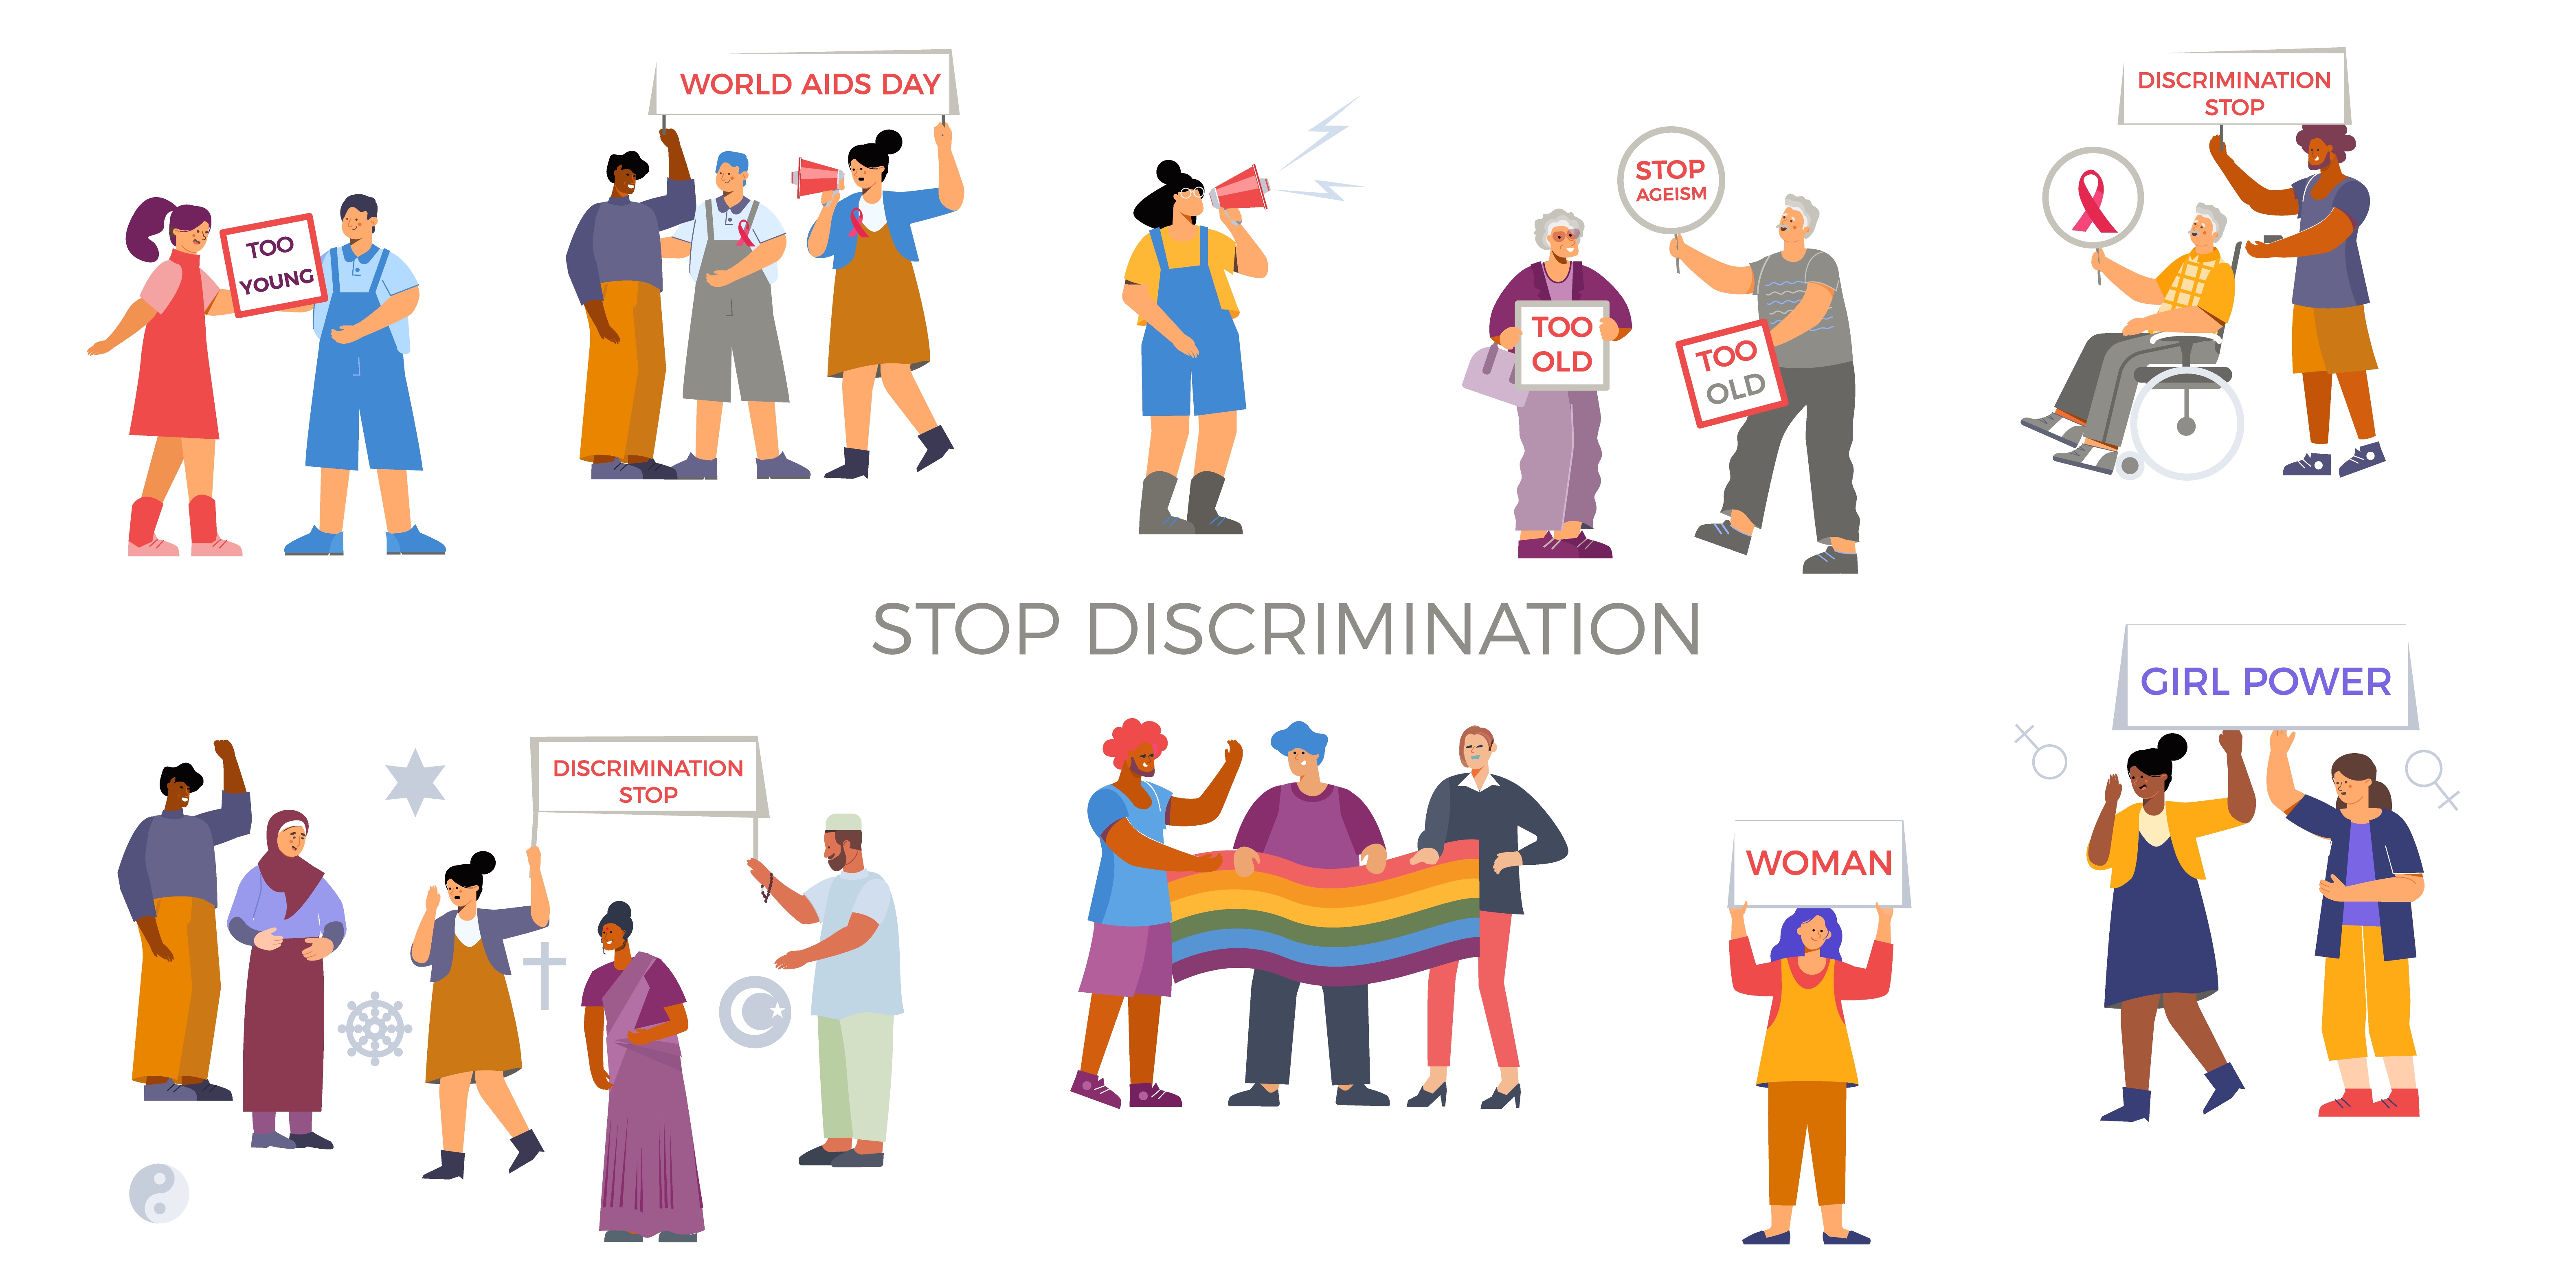 WORLD AIDS DAY
DISCRIMINATION
STOP
TOO
YOUNG
STOP
AGEISM
TOO
OLD
TOO
OLD
STOP DISCRIMINATION
GIRL POWER
DISCRIMINATION
STOP
WOMAN